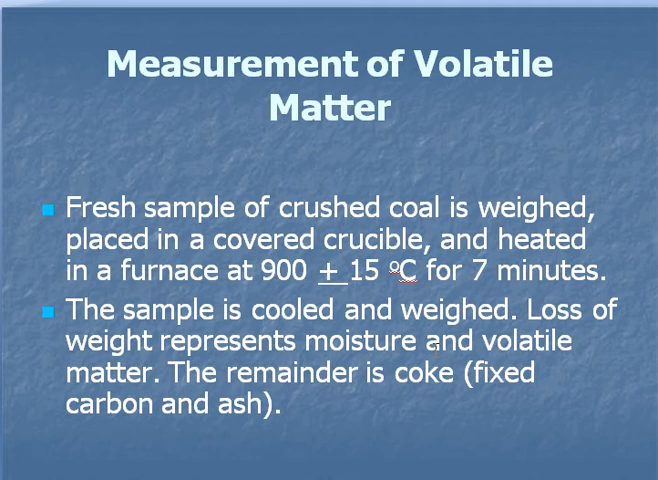 Measurement of Volatile
Matter
Fresh sample of crushed coal is weighed,
placed in a covered crucible, and heated
in a furnace at 900 + 15 ºC for 7 minutes.
The sample is cooled and weighed. Loss of
weight represents moisture and volatile
matter. The remainder is coke (fixed
carbon and ash).